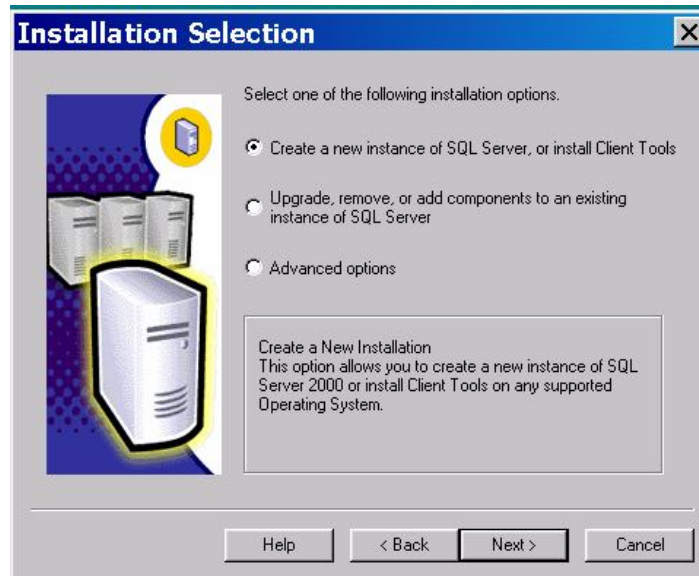 Installation Selection
Select one of the following installation options.
Create a new instance of SQL Server, or install Client Tools
Upgrade, remove, or add components to an existing
instance of SQL Server
Advanced options
Create a New Installation
This option allows you to create a new instance of SQL
Server 2000 or install Client Tools on any supported
Operating System.
Help
< Back
Next >
Cancel